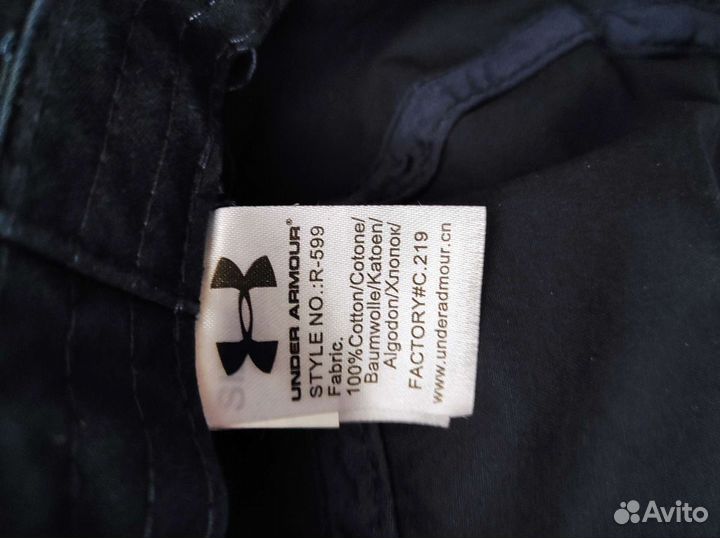 UNDER ARMOUR®
STYLE NO.:R-599
Fabric.
100%Cotton/Cotone/
Baumwolle/Katoen/
Algodon/Хлопок/
FACTORY#C.219
www.underadmour.cn
Avito